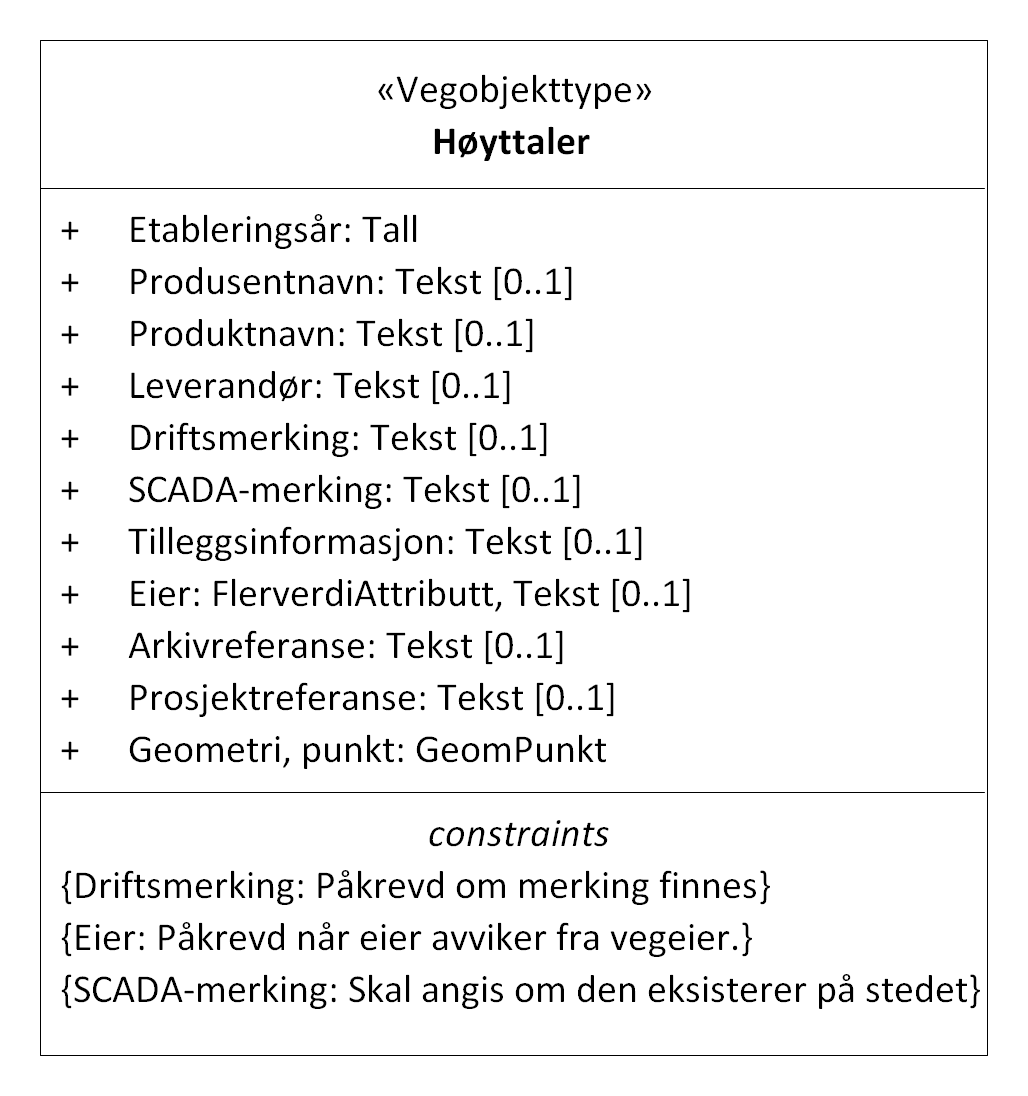 «Vegobjekttype»
Høyttaler
+ Etableringsår: Tall
+ Produsentnavn: Tekst [0..1]
+ Produktnavn: Tekst [0..1]
+ Leverandør: Tekst [0..1]
+ Driftsmerking: Tekst [0..1]
+ SCADA-merking: Tekst [0..1]
+ Tilleggsinformasjon: Tekst [0..1]
+ Eier: FlerverdiAttributt, Tekst [0..1]
+ Arkivreferanse: Tekst [0..1]
+ Prosjektreferanse: Tekst [0..1]
+ Geometri, punkt: GeomPunkt
constraints
{Driftsmerking: Påkrevd om merking finnes}
{Eier: Påkrevd når eier avviker fra vegeier.}
{SCADA-merking: Skal angis om den eksisterer på stedet}